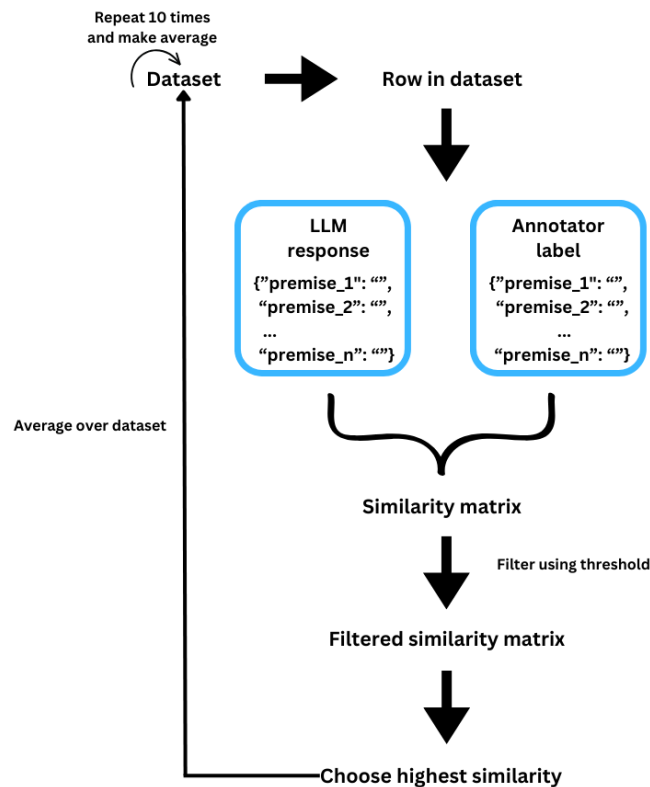 Repeat 10 times
and make average
Dataset
Row in dataset
LLM
response
{”premise_1": “”,
“premise_2”: “”,
...
“premise_n”: “”}
Annotator
label
{”premise_1": “”,
“premise_2”: “”,
...
“premise_n”: “”}
Average over dataset
Similarity matrix
Filter using threshold
Filtered similarity matrix
Choose highest similarity